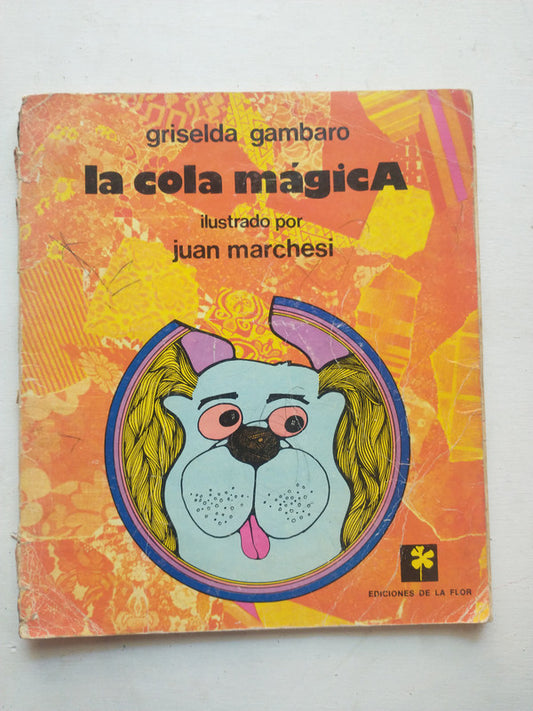 griselda gambaro
la cola mágicA
ilustrado por
juan marchesi
EDICIONES DE LA FLOR